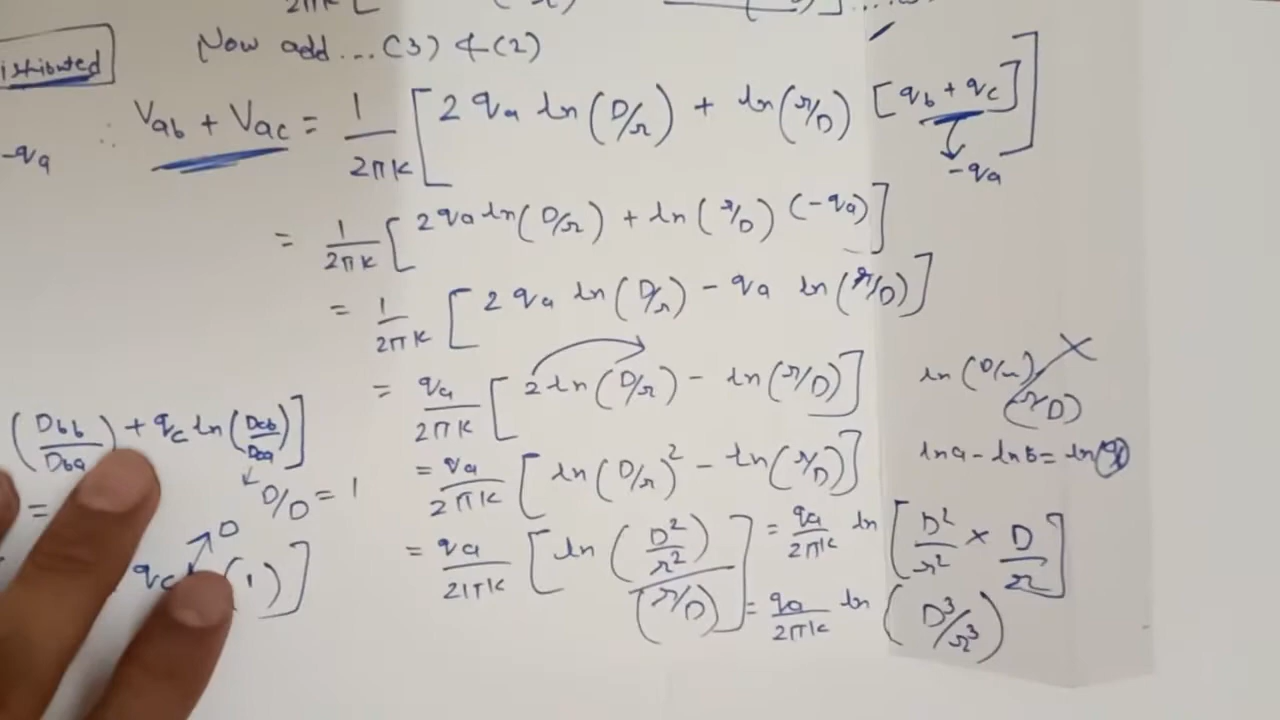 2πK [
Now add...(3) & (2)
istributed
-qa
∴ Vab + Vac = 1/2πK [2 qa ln(D/r) + ln(r/D) [qb + qc]]
-qa
= 1/2πK [2qa ln(D/r) + ln(r/D) (-qa)]
= 1/2πK [2 qa ln(D/r) - qa ln(r/D)]
= qa/2πK [2 ln(D/r) - ln(r/D)]
ln(D/r)/(r/D) ×
= qa/2πK [ln(D/r)² - ln(r/D)]
ln a - ln b = ln(a/b)
(Dbb/Dba) + qc ln(Dcb/Dca)]
D/D = 1
=
0
qc (1)]
= qa/2πK [ln (D²/r²)/(r/D)] = qa/2πK ln [D²/r² × D/r]
= qa/2πK ln (D³/r³)